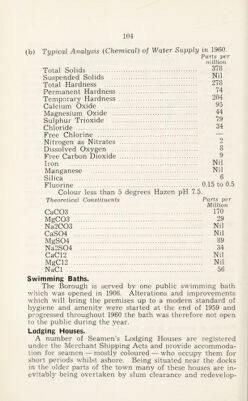 104
(b) Typical Analysis (Chemical) of Water Supply in 1960.
Parts per
million
Total Solids 378
Suspended Solids Nil
Total Hardness 278
Permanent Hardness 74
Temporary Hardness 204
Calcium Oxide 95
Magnesium Oxide 44
Sulphur Trioxide 79
Chloride 34
Free Chlorine —
Nitrogen as Nitrates 2
Dissolved Oxygen 8
Free Carbon Dioxide 9
Iron Nil
Manganese Nil
Silica 6
Fluorine 0.15 to 0.5
Colour less than 5 degrees Hazen pH 7.5
Theoretical Constituents Parts per
Million
CaCO3 170
MgCO3 29
Na2CO3 Nil
CaSO4 Nil
MgSO4 89
Na2SO4 34
CaCl2 Nil
MgCl2 Nil
NaCl 56
Swimming Baths.
The Borough is served by one public swimming bath
which was opened in 1906. Alterations and improvements
which will bring the premises up to a modern standard of
hygiene and amenity were started at the end of 1959 and
progressed throughout 1960 the bath was therefore not open
to the public during the year.
Lodging Houses.
A number of Seamen's Lodging Houses are registered
under the Merchant Shipping Acts and provide accommoda-
tion for seamen — mostly coloured — who occupy them for
short periods whilst ashore. Being situated near the docks
in the older parts of the town many of these houses are in-
evitably being overtaken by slum clearance and redevelop-